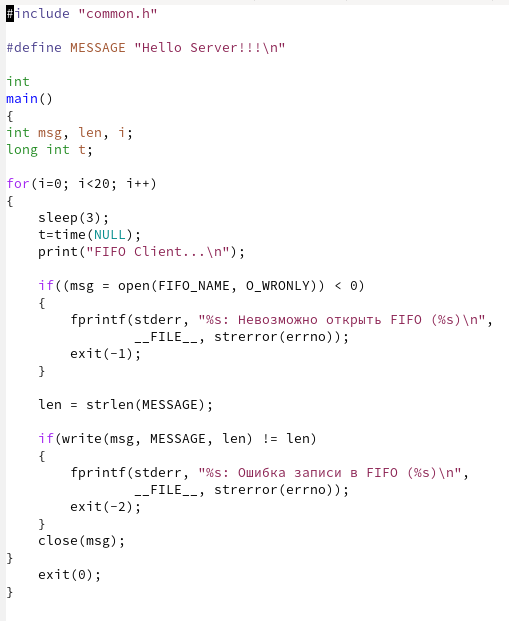 #include "common.h"

#define MESSAGE "Hello Server!!!\n"

int
main()
{
int msg, len, i;
long int t;

for(i=0; i<20; i++)
{
    sleep(3);
    t=time(NULL);
    print("FIFO Client...\n");

    if((msg = open(FIFO_NAME, O_WRONLY)) < 0)
    {
        fprintf(stderr, "%s: Невозможно открыть FIFO (%s)\n",
                __FILE__, strerror(errno));
        exit(-1);
    }

    len = strlen(MESSAGE);

    if(write(msg, MESSAGE, len) != len)
    {
        fprintf(stderr, "%s: Ошибка записи в FIFO (%s)\n",
                __FILE__, strerror(errno));
        exit(-2);
    }
    close(msg);
}
    exit(0);
}